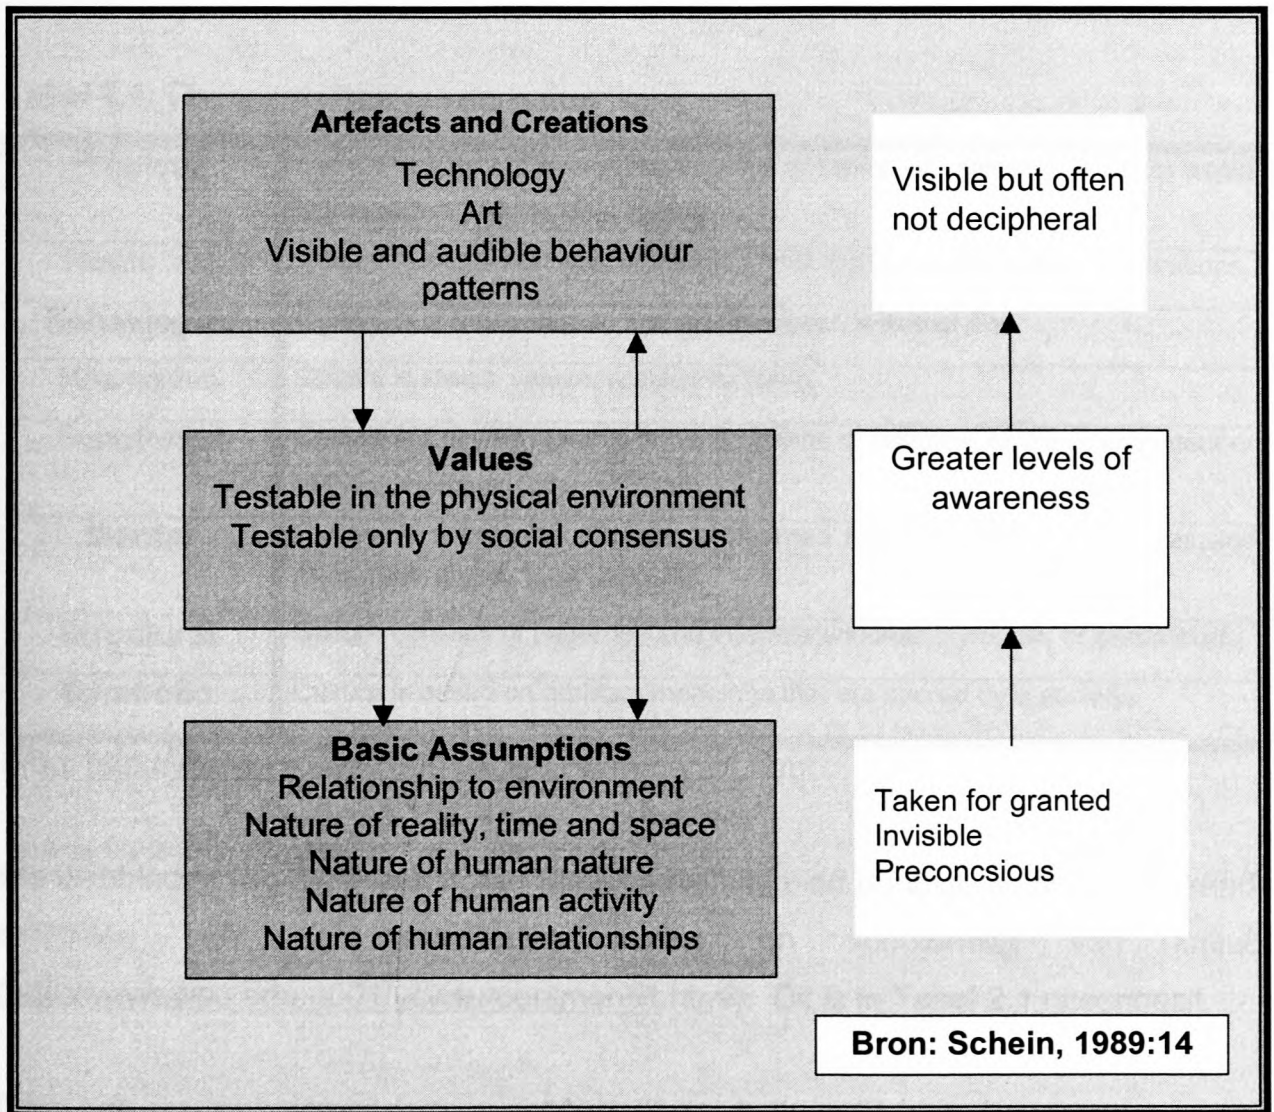 Artefacts and Creations
Technology
Art
Visible and audible behaviour
patterns
Visible but often
not decipheral
Values
Testable in the physical environment
Testable only by social consensus
Greater levels of
awareness
Basic Assumptions
Relationship to environment
Nature of reality, time and space
Nature of human nature
Nature of human activity
Nature of human relationships
Taken for granted
Invisible
Preconcsious
Bron: Schein, 1989:14